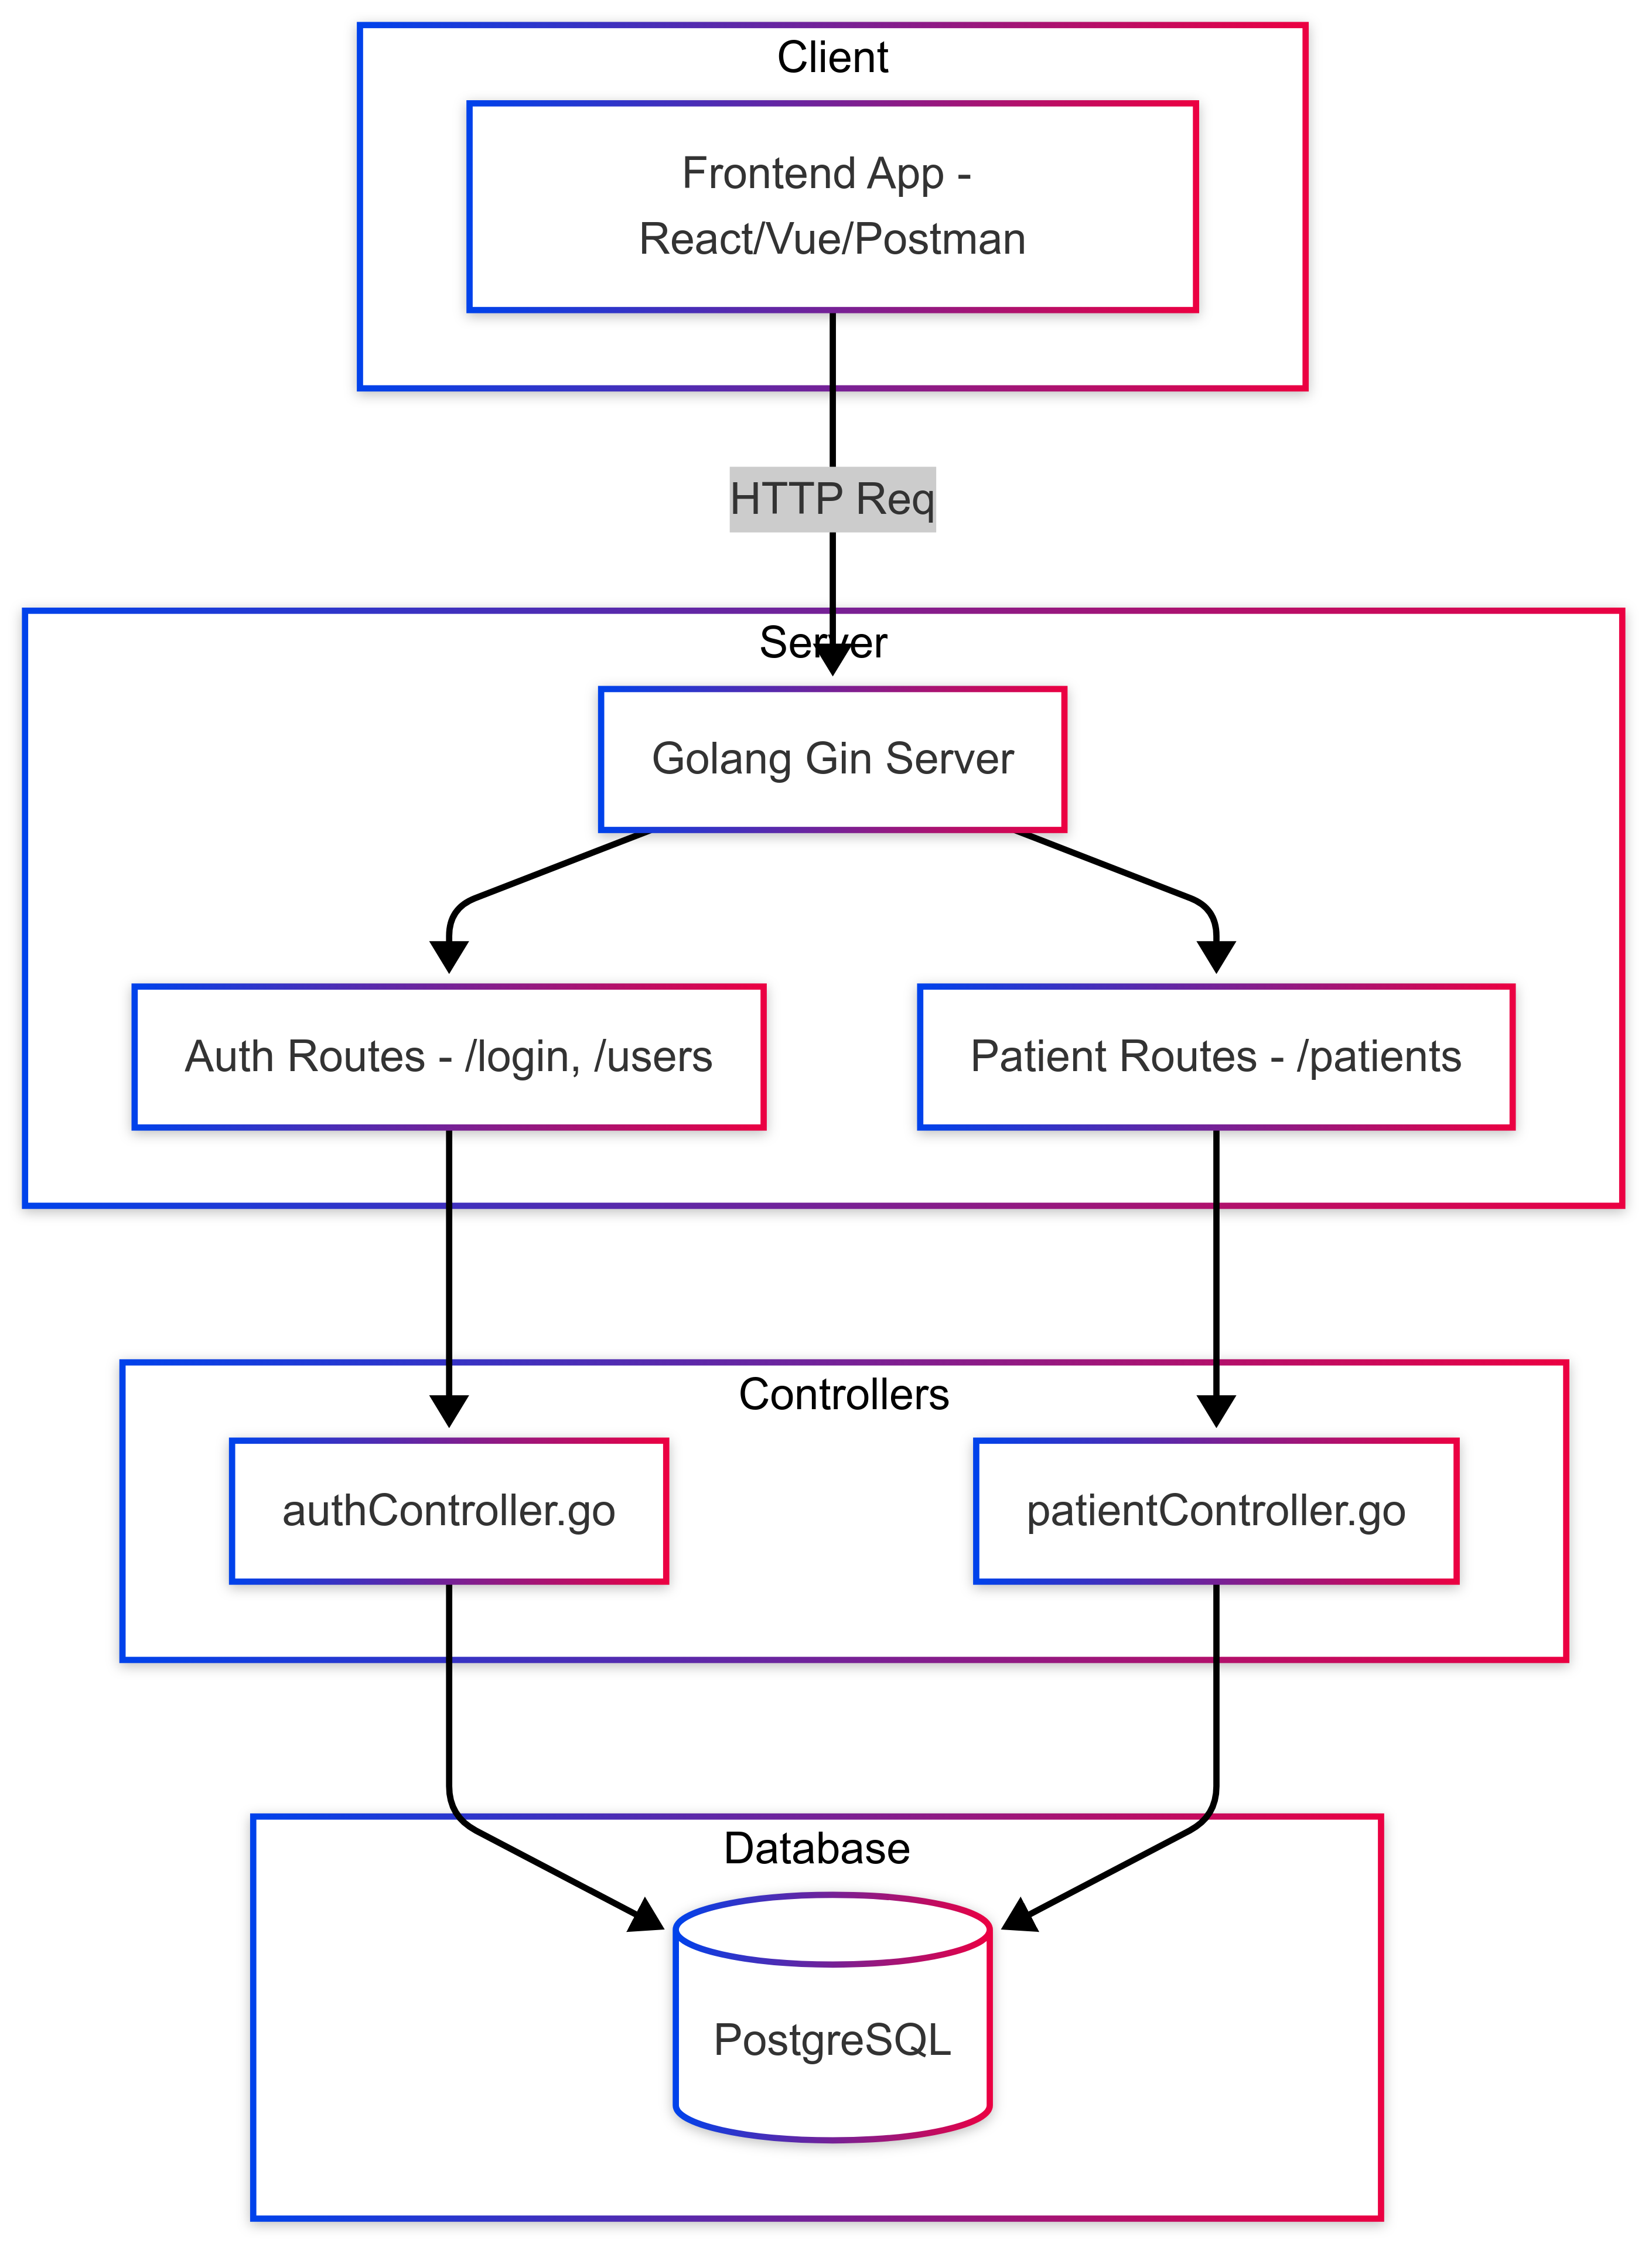 Client
Frontend App -
React/Vue/Postman
HTTP Req
Server
Golang Gin Server
Auth Routes - /login, /users
Patient Routes - /patients
Controllers
authController.go
patientController.go
Database
PostgreSQL